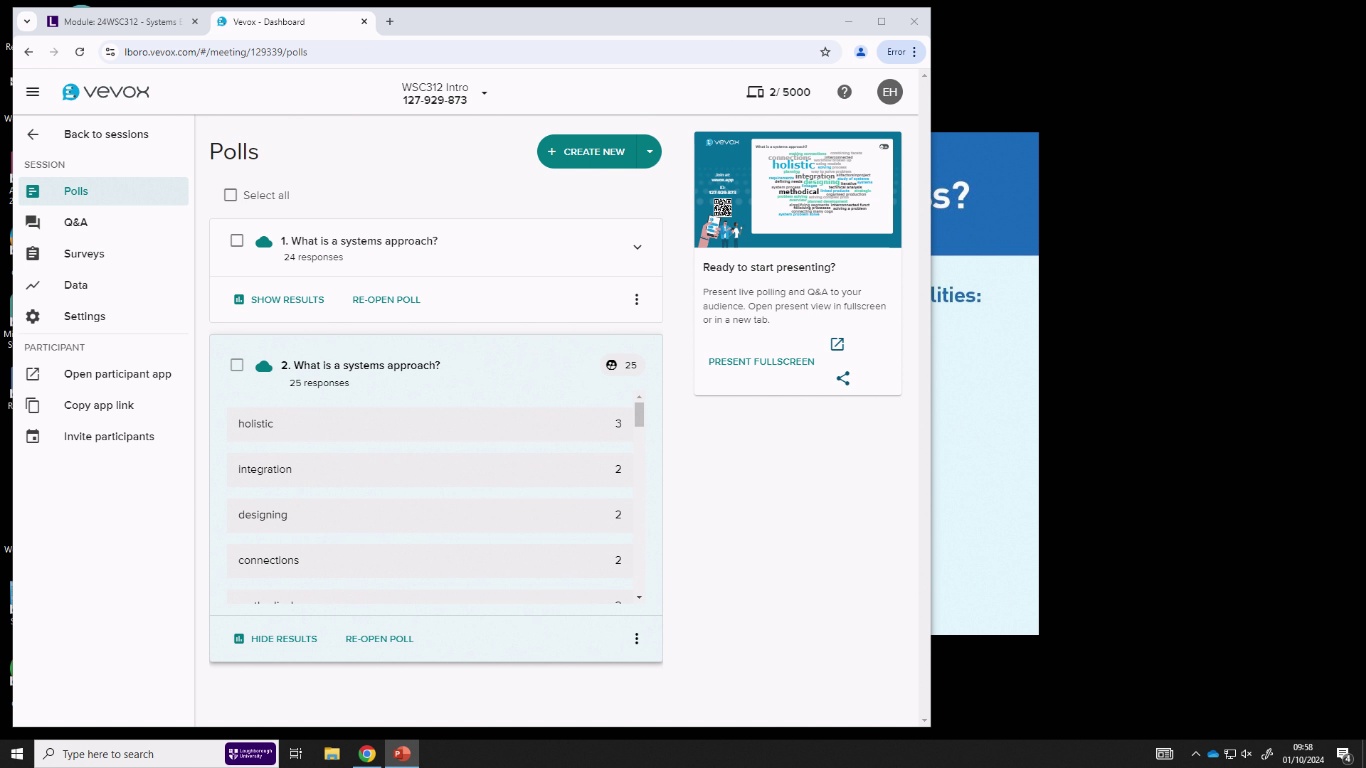 Module: 24WSC312 - Systems E
Vevox - Dashboard
lboro.vevox.com/#/meeting/129339/polls
Error
vevox
WSC312 Intro
127-929-873
2/ 5000
EH
Back to sessions
SESSION
Polls
Q&A
Surveys
Data
Settings
PARTICIPANT
Open participant app
Copy app link
Invite participants
Polls
CREATE NEW
Select all
1. What is a systems approach?
24 responses
SHOW RESULTS
RE-OPEN POLL
2. What is a systems approach?
25
25 responses
holistic 3
integration 2
designing 2
connections 2
HIDE RESULTS
RE-OPEN POLL
VEVOX
What is a systems approach?
connections
holistic
integration
designing
methodical
Ready to start presenting?
Present live polling and Q&A to your
audience. Open present view in fullscreen
or in a new tab.
PRESENT FULLSCREEN
s?
lities:
Type here to search
Loughborough
University
09:58
01/10/2024
4